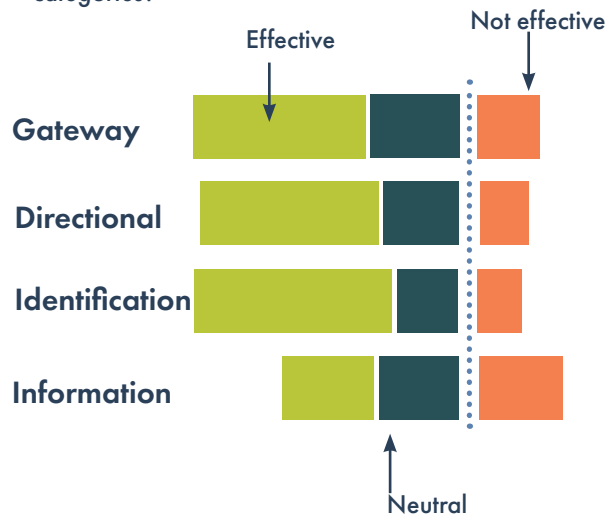 Effective
Not effective
Gateway
Directional
Identification
Information
Neutral